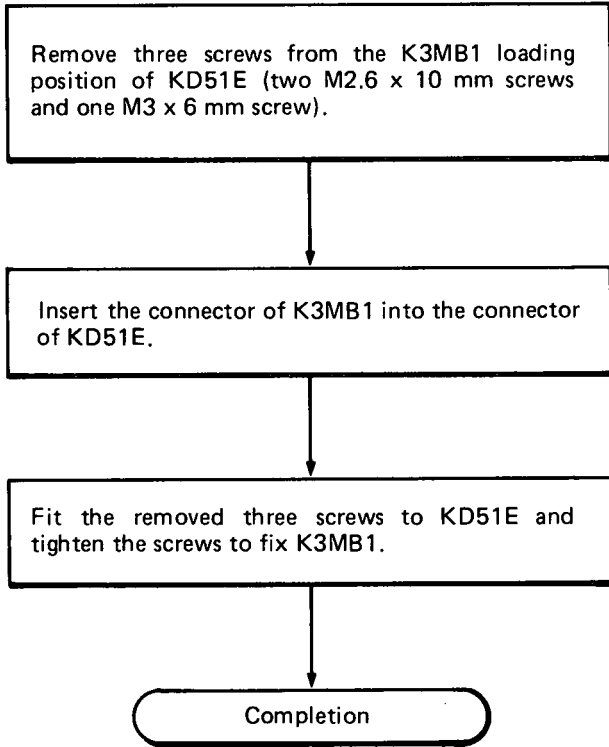 Remove three screws from the K3MB1 loading
position of KD51E (two M2.6 x 10 mm screws
and one M3 x 6 mm screw).
Insert the connector of K3MB1 into the connector
of KD51E.
Fit the removed three screws to KD51E and
tighten the screws to fix K3MB1.
Completion